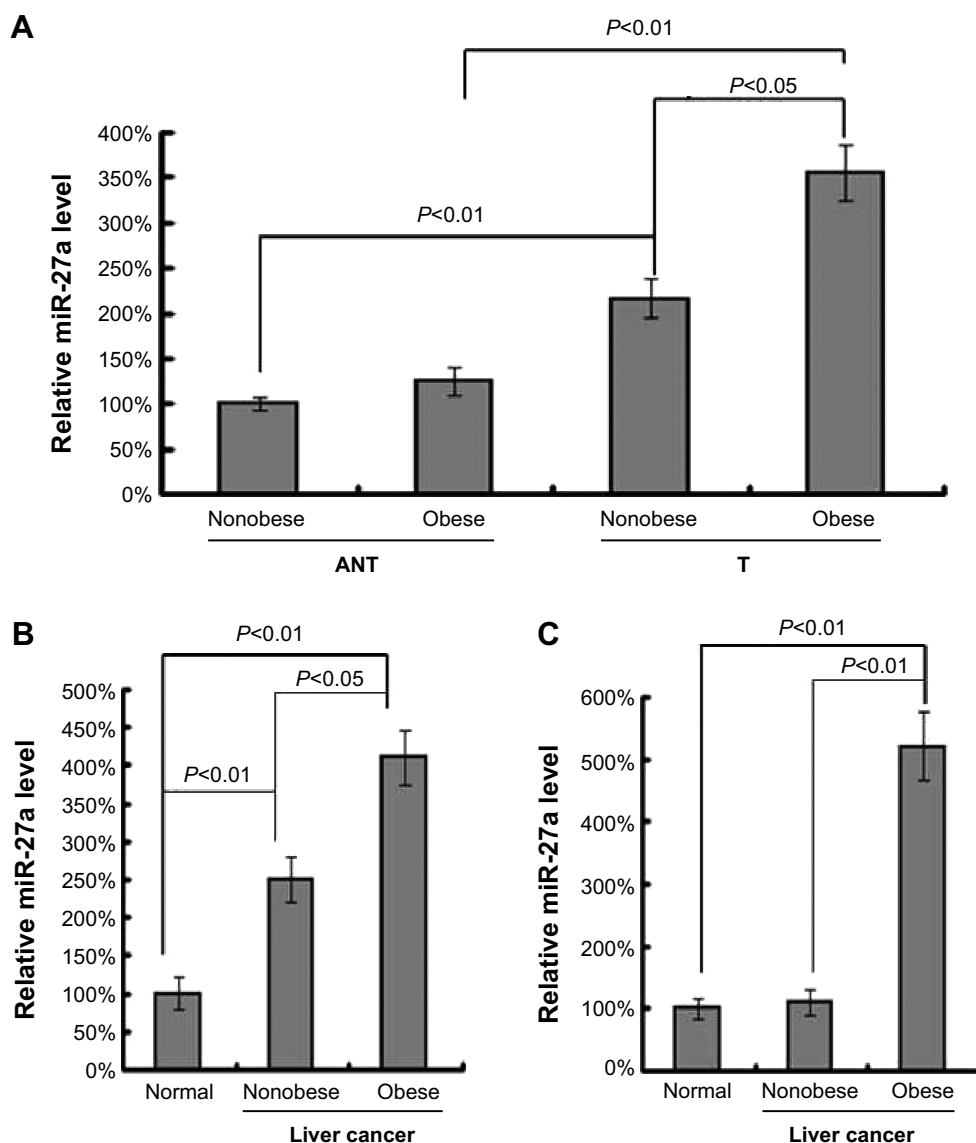 A
P<0.01
P<0.05
P<0.01
Relative miR-27a level
400%
350%
300%
250%
200%
150%
100%
50%
0%
Nonobese Obese Nonobese Obese
ANT T
B
P<0.01
P<0.05
P<0.01
Relative miR-27a level
500%
450%
400%
350%
300%
250%
200%
150%
100%
50%
0%
Normal Nonobese Obese
Liver cancer
C
P<0.01
P<0.01
Relative miR-27a level
600%
500%
400%
300%
200%
100%
0%
Normal Nonobese Obese
Liver cancer